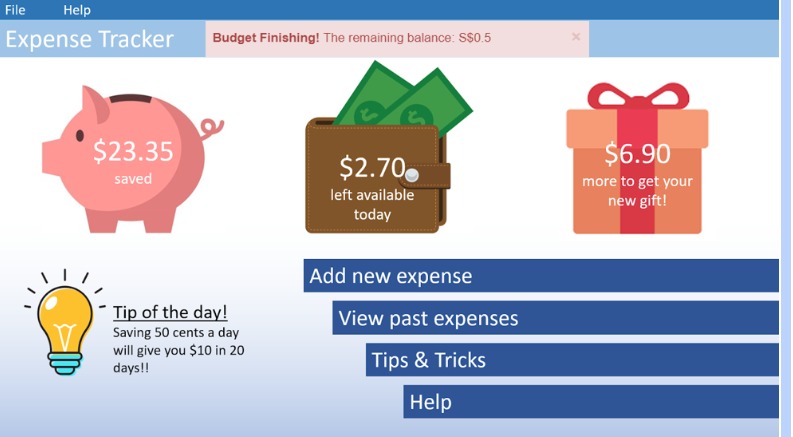 File Help
Expense Tracker
Budget Finishing! The remaining balance: S$0.5 ×
$23.35
saved
$2.70
left available
today
$6.90
more to get your
new gift!
Tip of the day!
Saving 50 cents a day
will give you $10 in 20
days!!
Add new expense
View past expenses
Tips & Tricks
Help